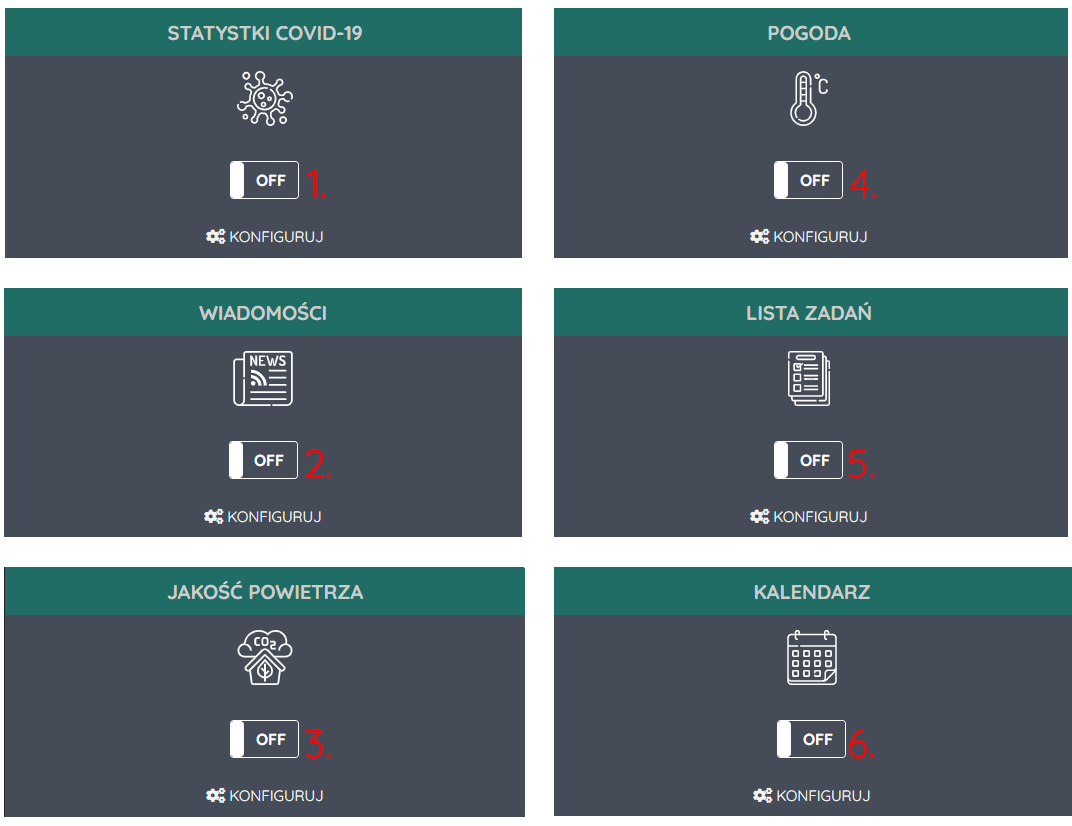 STATYSTKI COVID-19
°C
OFF 1.
KONFIGURUJ
POGODA
OFF 4.
KONFIGURUJ
WIADOMOŚCI
NEWS
OFF 2.
KONFIGURUJ
LISTA ZADAŃ
OFF 5.
KONFIGURUJ
JAKOŚĆ POWIETRZA
CO2
OFF 3.
KONFIGURUJ
KALENDARZ
OFF 6.
KONFIGURUJ